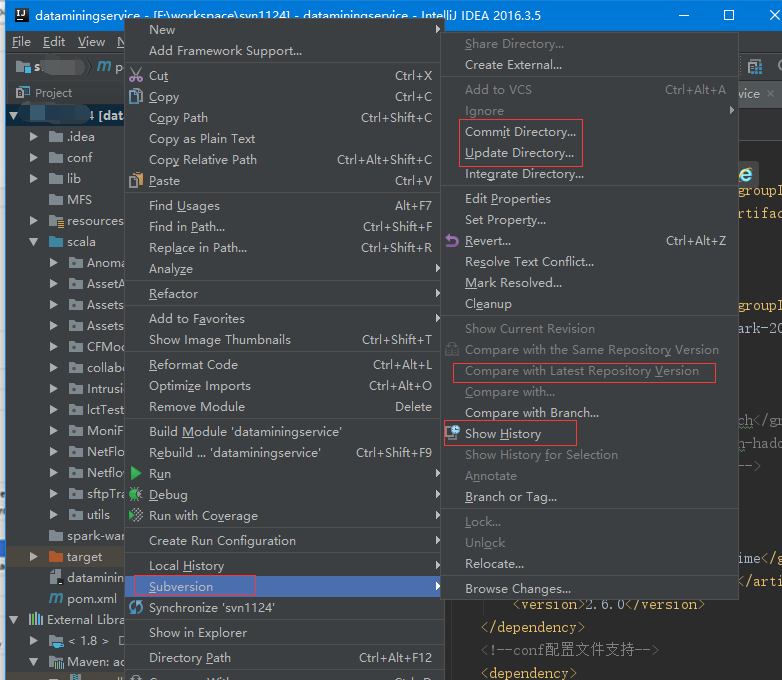 dataminingservice - [E:\workspace\svn1124] - dataminingservice - IntelliJ IDEA 2016.3.5
File Edit View
Project
[dat
.idea
conf
lib
MFS
resources
scala
Anoma
AssetA
Assets
Assets
CFMod
collabo
Intrusio
lctTest
MoniF
NetFlo
Netflow
sftpTra
utils
spark-war
target
datamining
pom.xml
External Libra
< 1.8 >
Maven: ac
New
Add Framework Support...
Cut Ctrl+X
Copy Ctrl+C
Copy Path Ctrl+Shift+C
Copy as Plain Text
Copy Relative Path Ctrl+Alt+Shift+C
Paste Ctrl+V
Find Usages Alt+F7
Find in Path... Ctrl+Shift+F
Replace in Path... Ctrl+Shift+R
Analyze
Refactor
Add to Favorites
Show Image Thumbnails Ctrl+Shift+T
Reformat Code Ctrl+Alt+L
Optimize Imports Ctrl+Alt+O
Remove Module Delete
Build Module 'dataminingservice'
Rebuild ... 'dataminingservice' Ctrl+Shift+F9
Run
Debug
Run with Coverage
Create Run Configuration
Local History
Subversion
Synchronize 'svn1124'
Show in Explorer
Directory Path Ctrl+Alt+F12
Share Directory...
Create External...
Add to VCS Ctrl+Alt+A
Ignore
Commit Directory...
Update Directory...
Integrate Directory...
Edit Properties
Set Property...
Revert... Ctrl+Alt+Z
Resolve Text Conflict...
Mark Resolved...
Cleanup
Show Current Revision
Compare with the Same Repository Version
Compare with Latest Repository Version
Compare with...
Compare with Branch...
Show History
Show History for Selection
Annotate
Branch or Tag...
Lock...
Unlock
Relocate...
Browse Changes...
vice
groupI
artifac
groupI
ark-20
ch</gr
n-hado
-->
ime</g
</arti
<version>2.6.0</version>
</dependency>
<!--conf配置文件支持-->
<dependency>